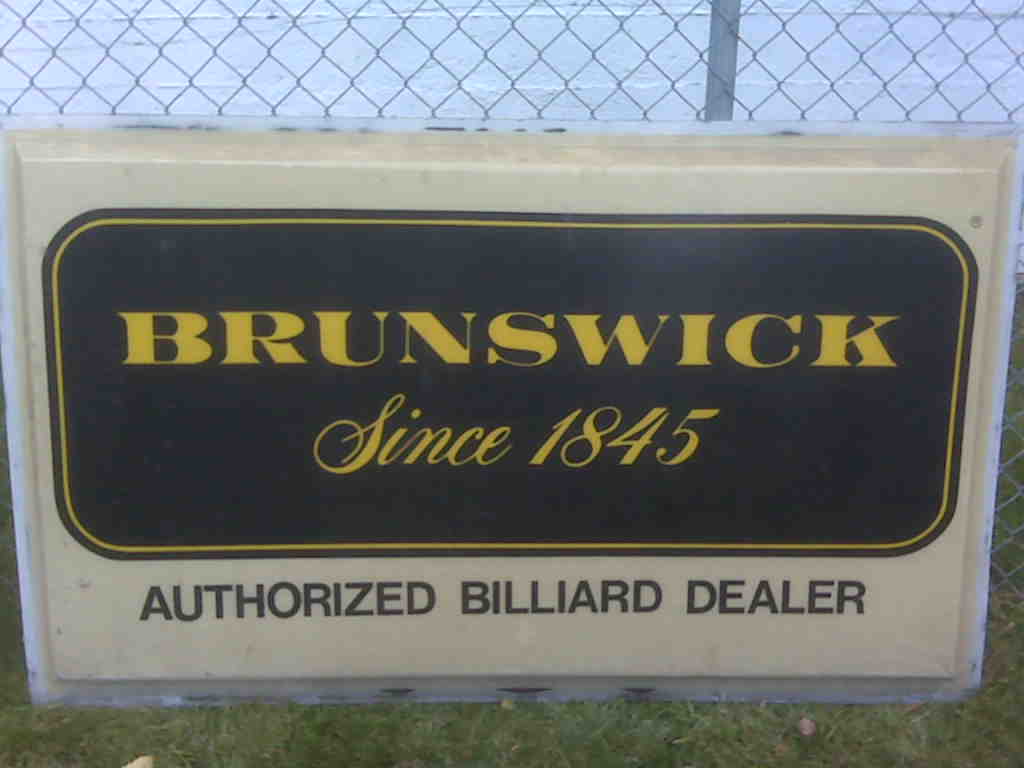 BRUNSWICK
Since 1845
AUTHORIZED BILLIARD DEALER